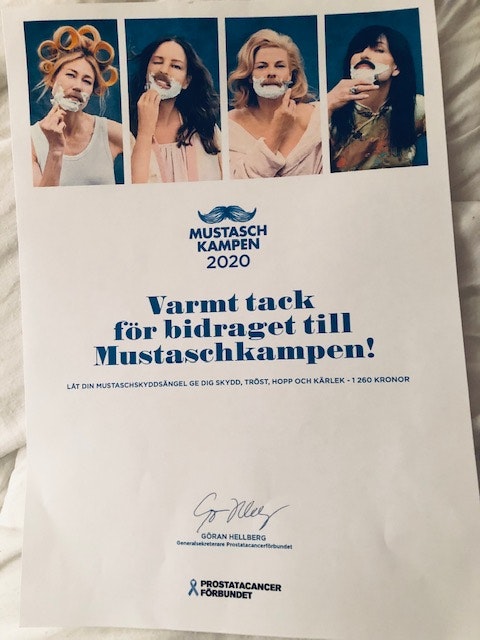 MUSTASCH
KAMPEN
2020
Varmt tack
för bidraget till
Mustaschkampen!
LÅT DIN MUSTASCHSKYDDSÄNGEL GE DIG SKYDD, TRÖST, HOPP OCH KÄRLEK - 1 260 KRONOR
GÖRAN HELLBERG
Generalsekreterare Prostatacancerförbundet
PROSTATACANCER
FÖRBUNDET